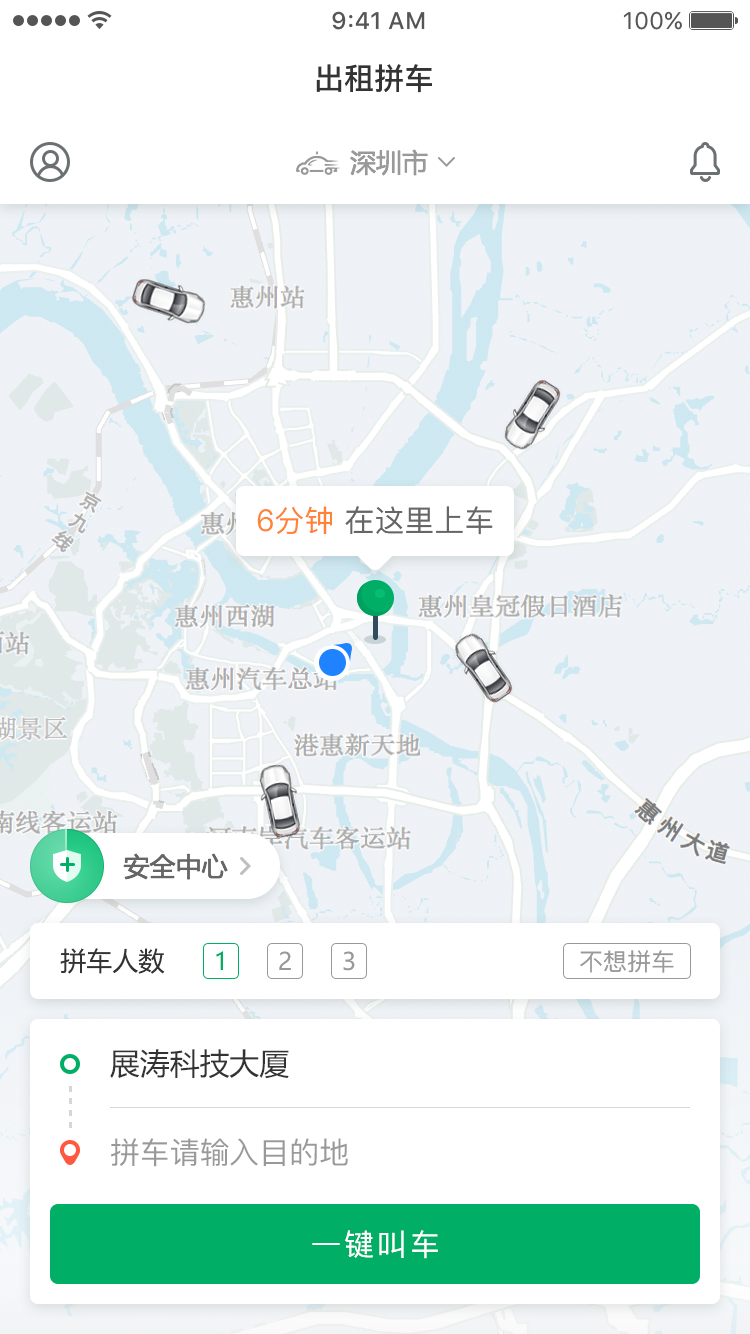 9:41 AM
100%
出租拼车
深圳市
惠州站
京九线
6分钟 在这里上车
惠州西湖
惠州皇冠假日酒店
站
惠州汽车总站
湖景区
港惠新天地
南线客运站
汽车客运站
惠州大道
安全中心
拼车人数 1 2 3 不想拼车
展涛科技大厦
拼车请输入目的地
一键叫车